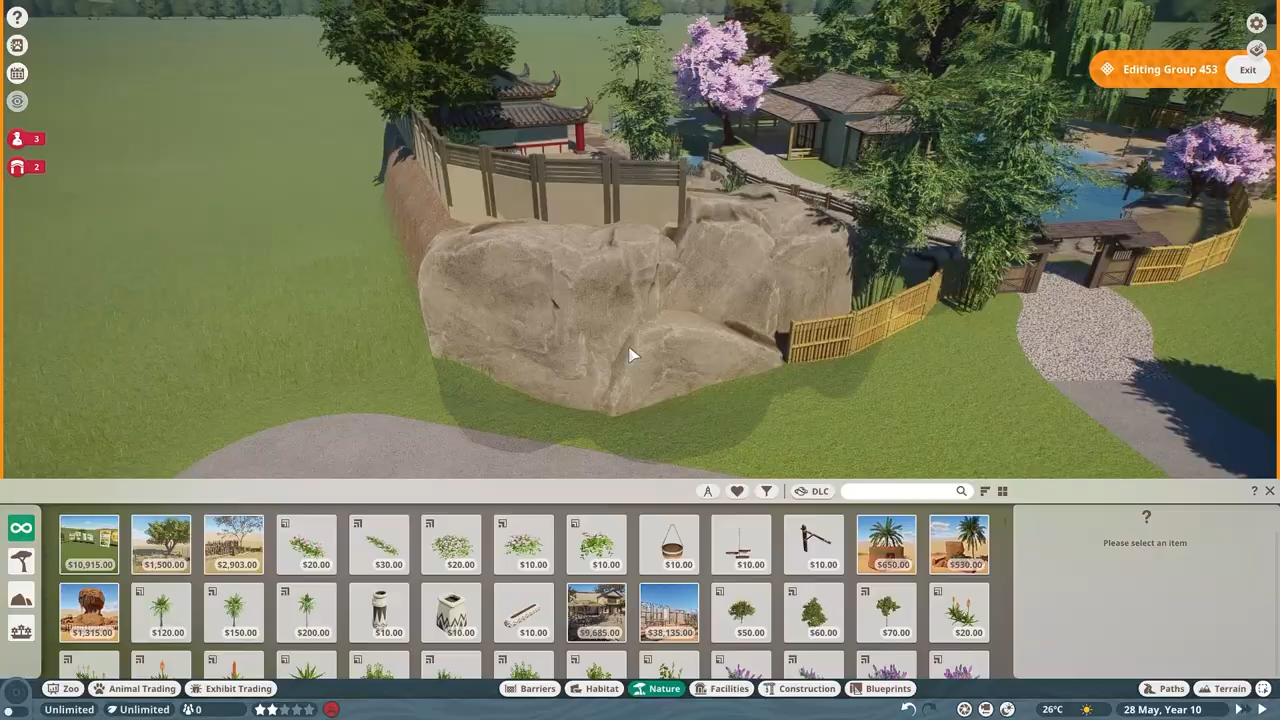 ?
Editing Group 453
Exit
3
2
DLC
? ×
$10,915.00 $1,500.00 $2,903.00 $20.00 $30.00 $20.00 $10.00 $10.00 $10.00 $10.00 $10.00 $650.00 $530.00
?
Please select an item
$1,315.00 $120.00 $150.00 $200.00 $10.00 $10.00 $10.00 $9,685.00 $38,135.00 $50.00 $60.00 $70.00 $20.00
Zoo Animal Trading Exhibit Trading Barriers Habitat Nature Facilities Construction Blueprints Paths Terrain
Unlimited Unlimited 0 26°C 28 May, Year 10